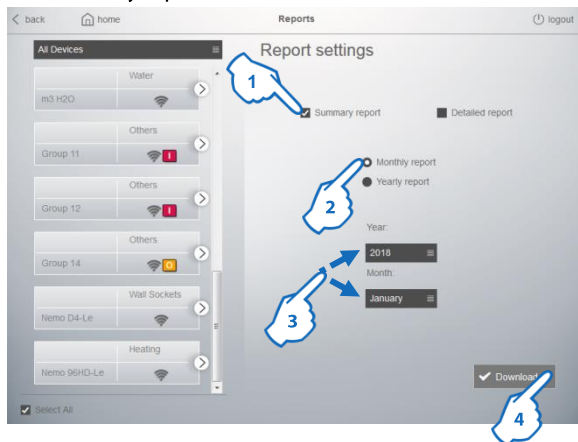 back
home
Reports
logout
All Devices
Report settings
Water
m3 H2O
Others
Group 11
I
Others
Group 12
I
Others
Group 14
O
Wall Sockets
Nemo D4-Le
Heating
Nemo 96HD-Le
Select All
1
Summary report
Detailed report
Monthly report
Yearly report
2
Year:
2018
Month:
January
3
Download
4